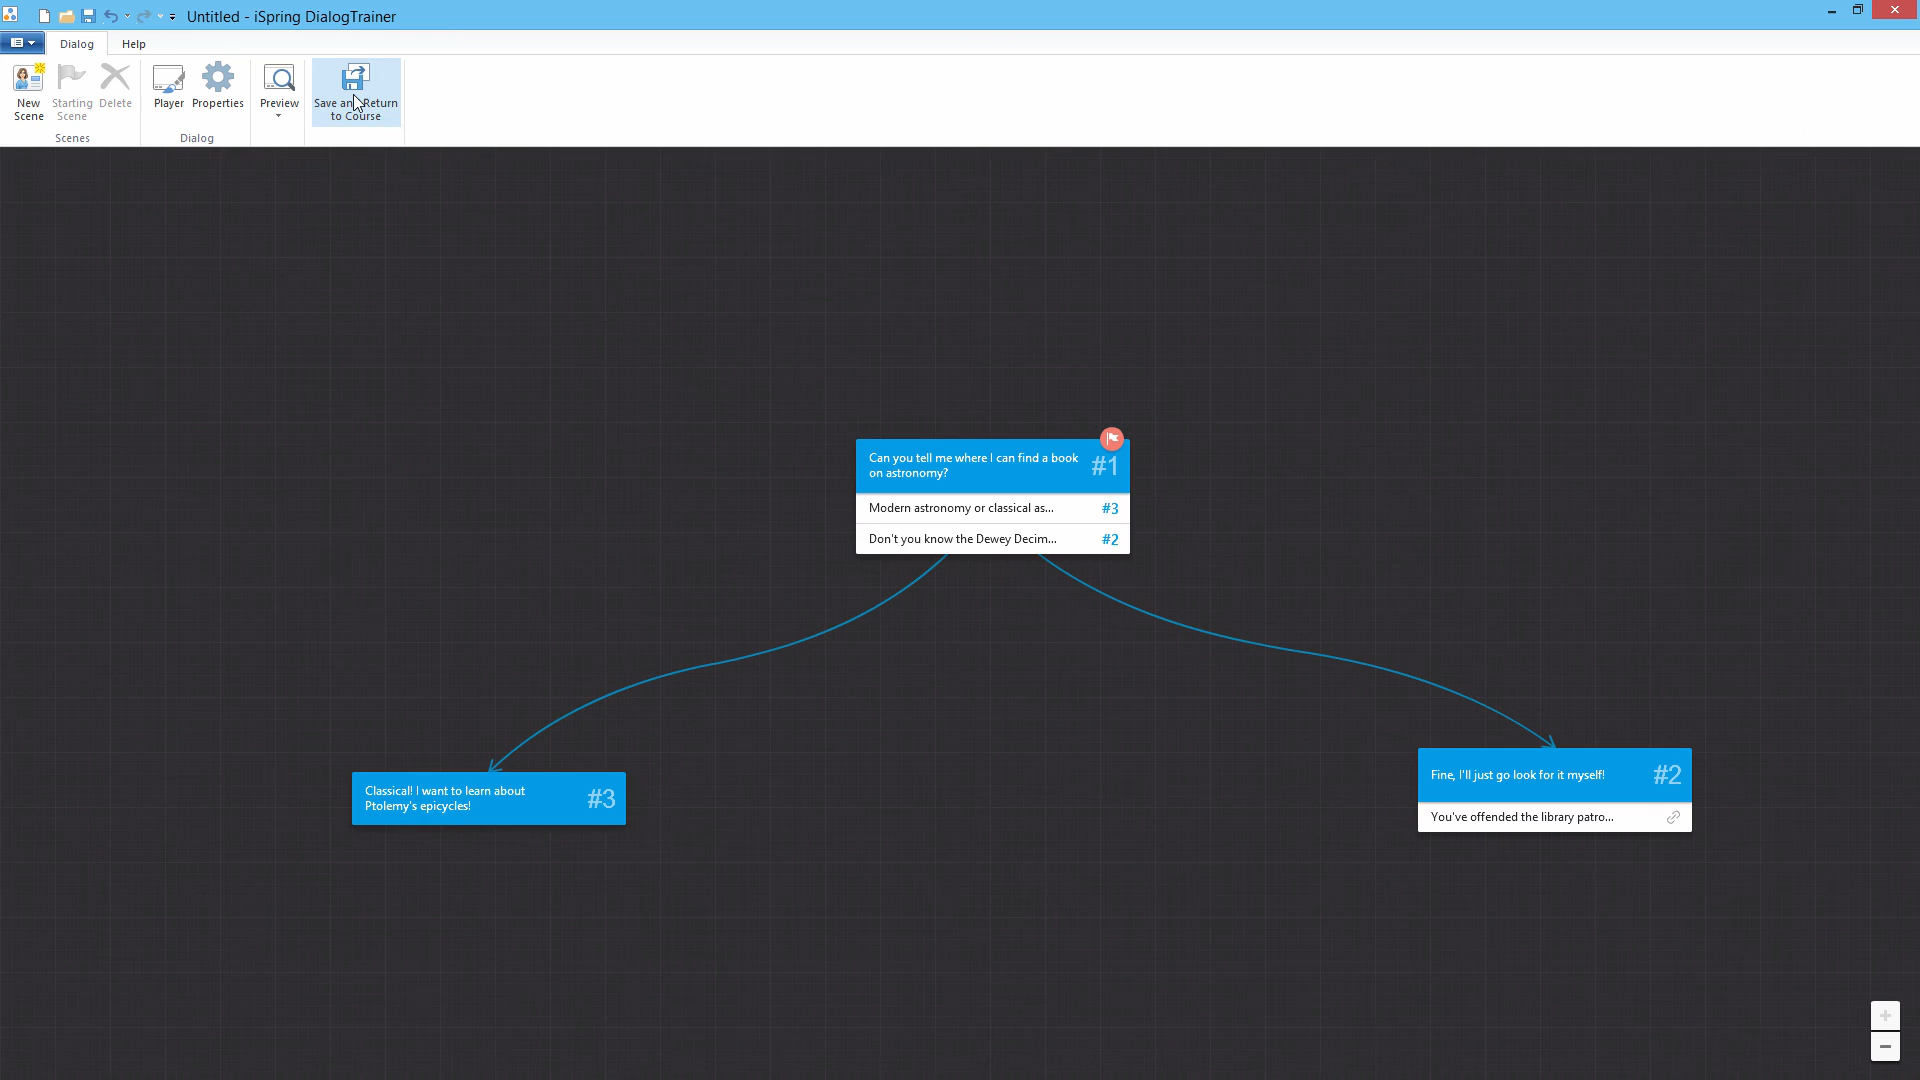 Untitled - iSpring DialogTrainer
Dialog
Help
New
Scene
Starting
Scene
Delete
Player
Properties
Preview
Save and Return
to Course
Scenes
Dialog
Can you tell me where I can find a book
on astronomy?
#1
Modern astronomy or classical as...
#3
Don't you know the Dewey Decim...
#2
Classical! I want to learn about
Ptolemy's epicycles!
#3
Fine, I'll just go look for it myself!
#2
You've offended the library patro...